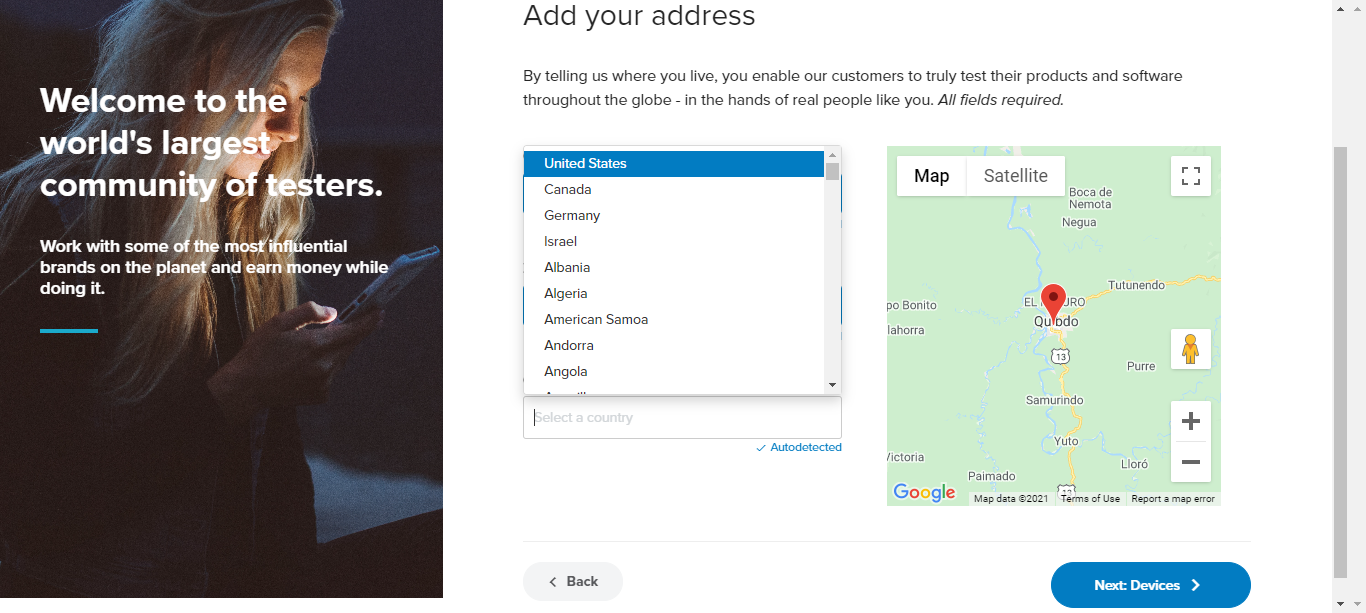 Welcome to the
world's largest
community of testers.
Work with some of the most influential
brands on the planet and earn money while
doing it.
Add your address
By telling us where you live, you enable our customers to truly test their products and software
throughout the globe - in the hands of real people like you. All fields required.
United States
Canada
Germany
Israel
Albania
Algeria
American Samoa
Andorra
Angola
Select a country
Autodetected
Map
Satellite
Boca de
Nemota
Negua
Tutunendo
po Bonito
lahorra
Quibdo
13
Purre
Samurindo
Yuto
Victoria
Lloró
Paimado
13
Google
Map data ©2021
Terms of Use
Report a map error
Back
Next: Devices